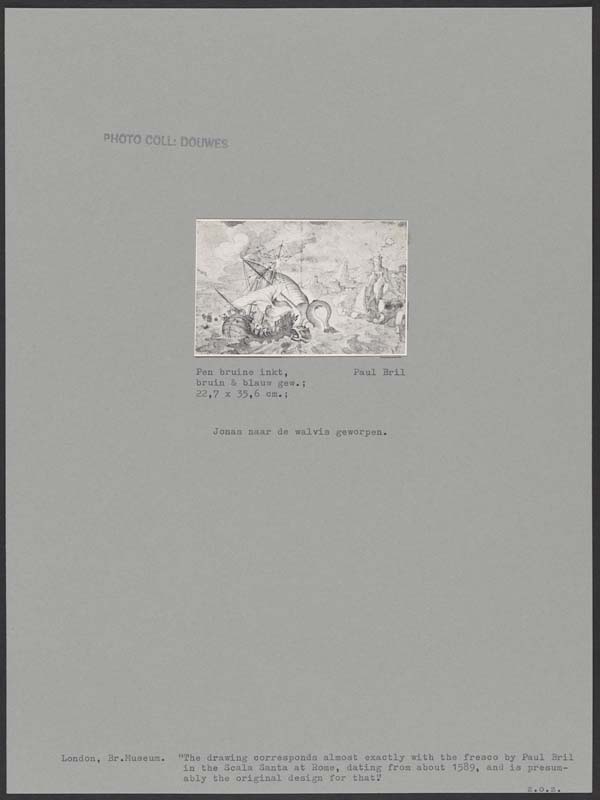 PHOTO COLL: DOUWES
Pen bruine inkt, Paul Bril
bruin & blauw gew.;
22,7 x 35,6 cm.;
Jonas naar de walvis geworpen.
London, Br.Museum. "The drawing corresponds almost exactly with the fresco by Paul Bril
in the Scala Santa at Rome, dating from about 1589, and is presum-
ably the original design for that"
z.o.z.